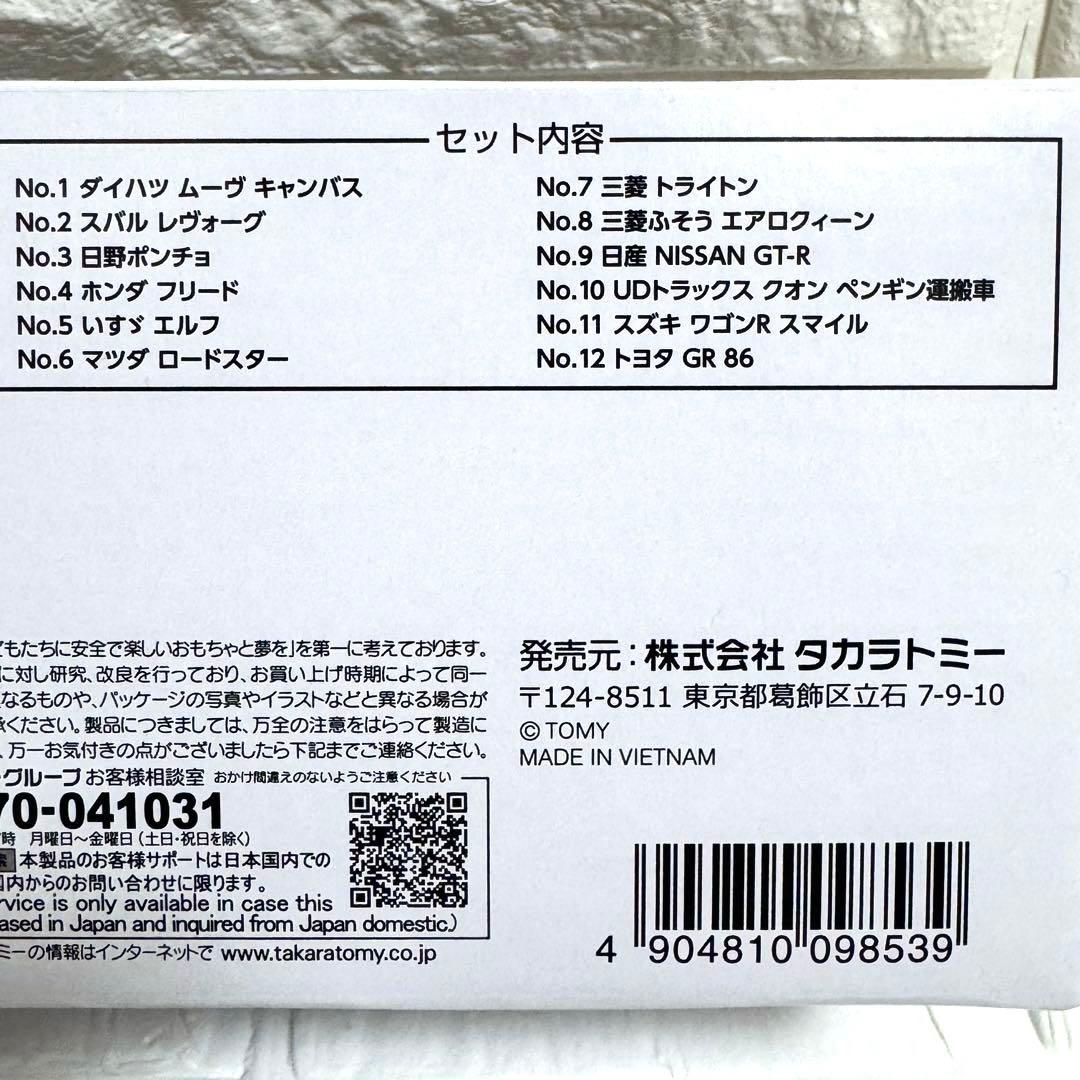 セット内容
No.1 ダイハツ ムーヴ キャンバス
No.2 スバル レヴォーグ
No.3 日野ポンチョ
No.4 ホンダ フリード
No.5 いすゞ エルフ
No.6 マツダ ロードスター
No.7 三菱 トライトン
No.8 三菱ふそう エアロクィーン
No.9 日産 NISSAN GT-R
No.10 UDトラックス クオン ペンギン運搬車
No.11 スズキ ワゴンR スマイル
No.12 トヨタ GR 86
もたちに安全で楽しいおもちゃと夢を」を第一に考えております。
に対し研究、改良を行っており、お買い上げ時期によって同一
なるものや、パッケージの写真やイラストなどと異なる場合が
承ください。製品につきましては、万全の注意をはらって製造に
、万一お気付きの点がございましたら下記までご連絡ください。
グループ お客様相談室 おかけ間違えのないようご注意ください
70-041031
時 月曜日〜金曜日(土日・祝日を除く)
索 本製品のお客様サポートは日本国内での
国内からのお問い合わせに限ります。
rvice is only available in case this
ased in Japan and inquired from Japan domestic.)
ミーの情報はインターネットで www.takaratomy.co.jp
発売元:株式会社 タカラトミー
〒124-8511 東京都葛飾区立石 7-9-10
© TOMY
MADE IN VIETNAM
4 904810 098539